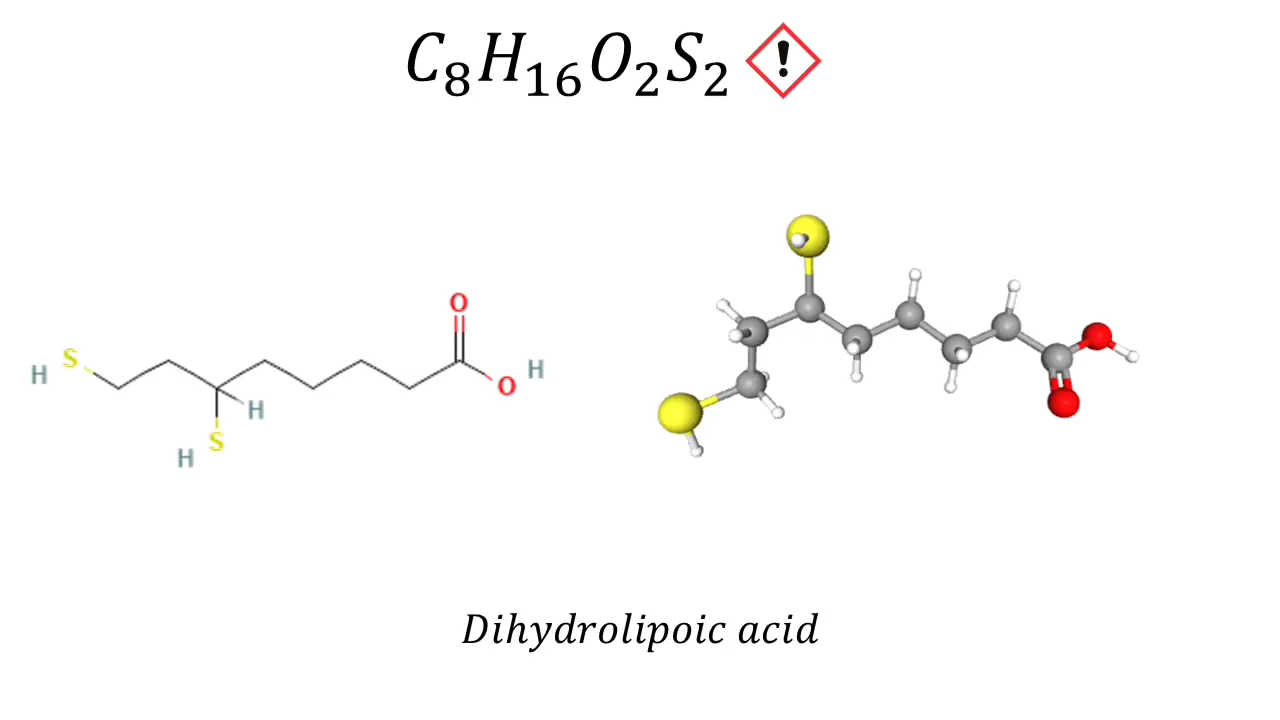 C₈H₁₆O₂S₂ !
O
H S O H
H
S
H
Dihydrolipoic acid